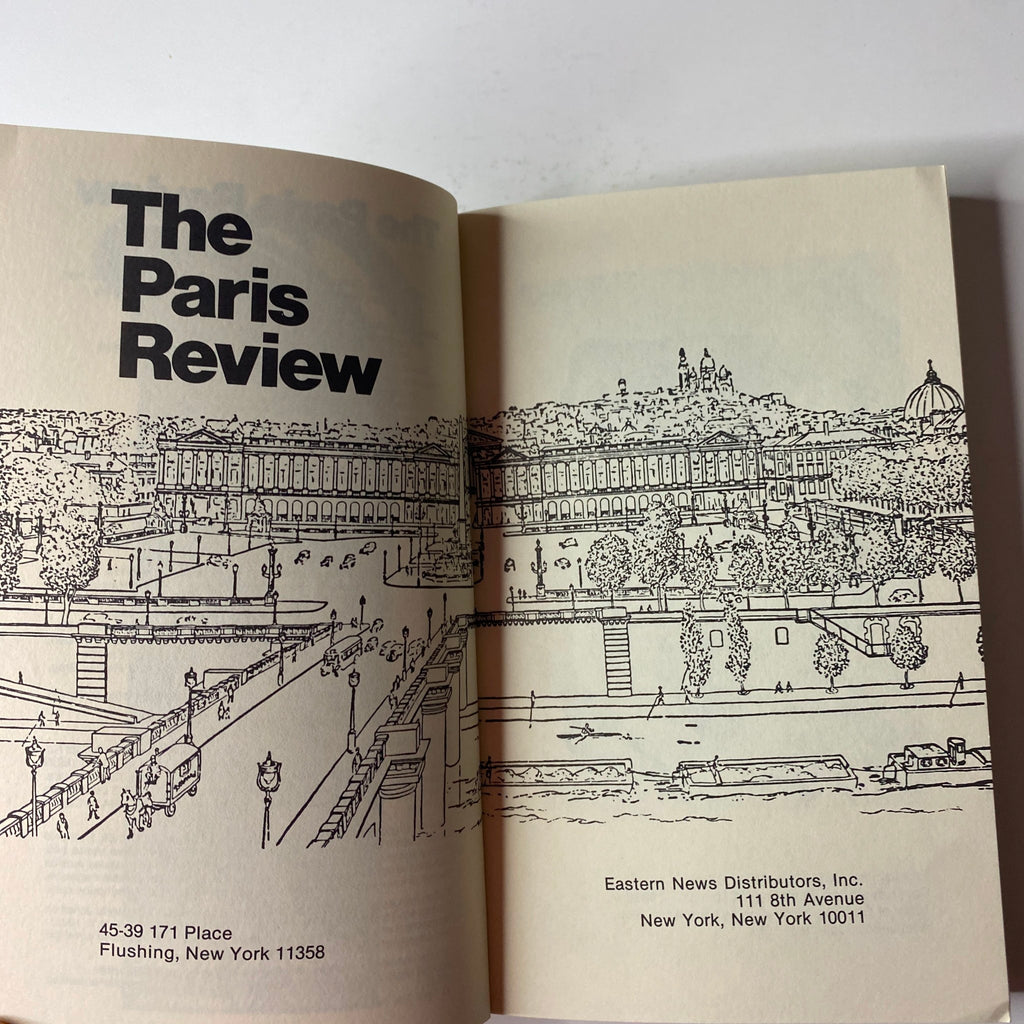 The
Paris
Review
45-39 171 Place
Flushing, New York 11358
Eastern News Distributors, Inc.
111 8th Avenue
New York, New York 10011